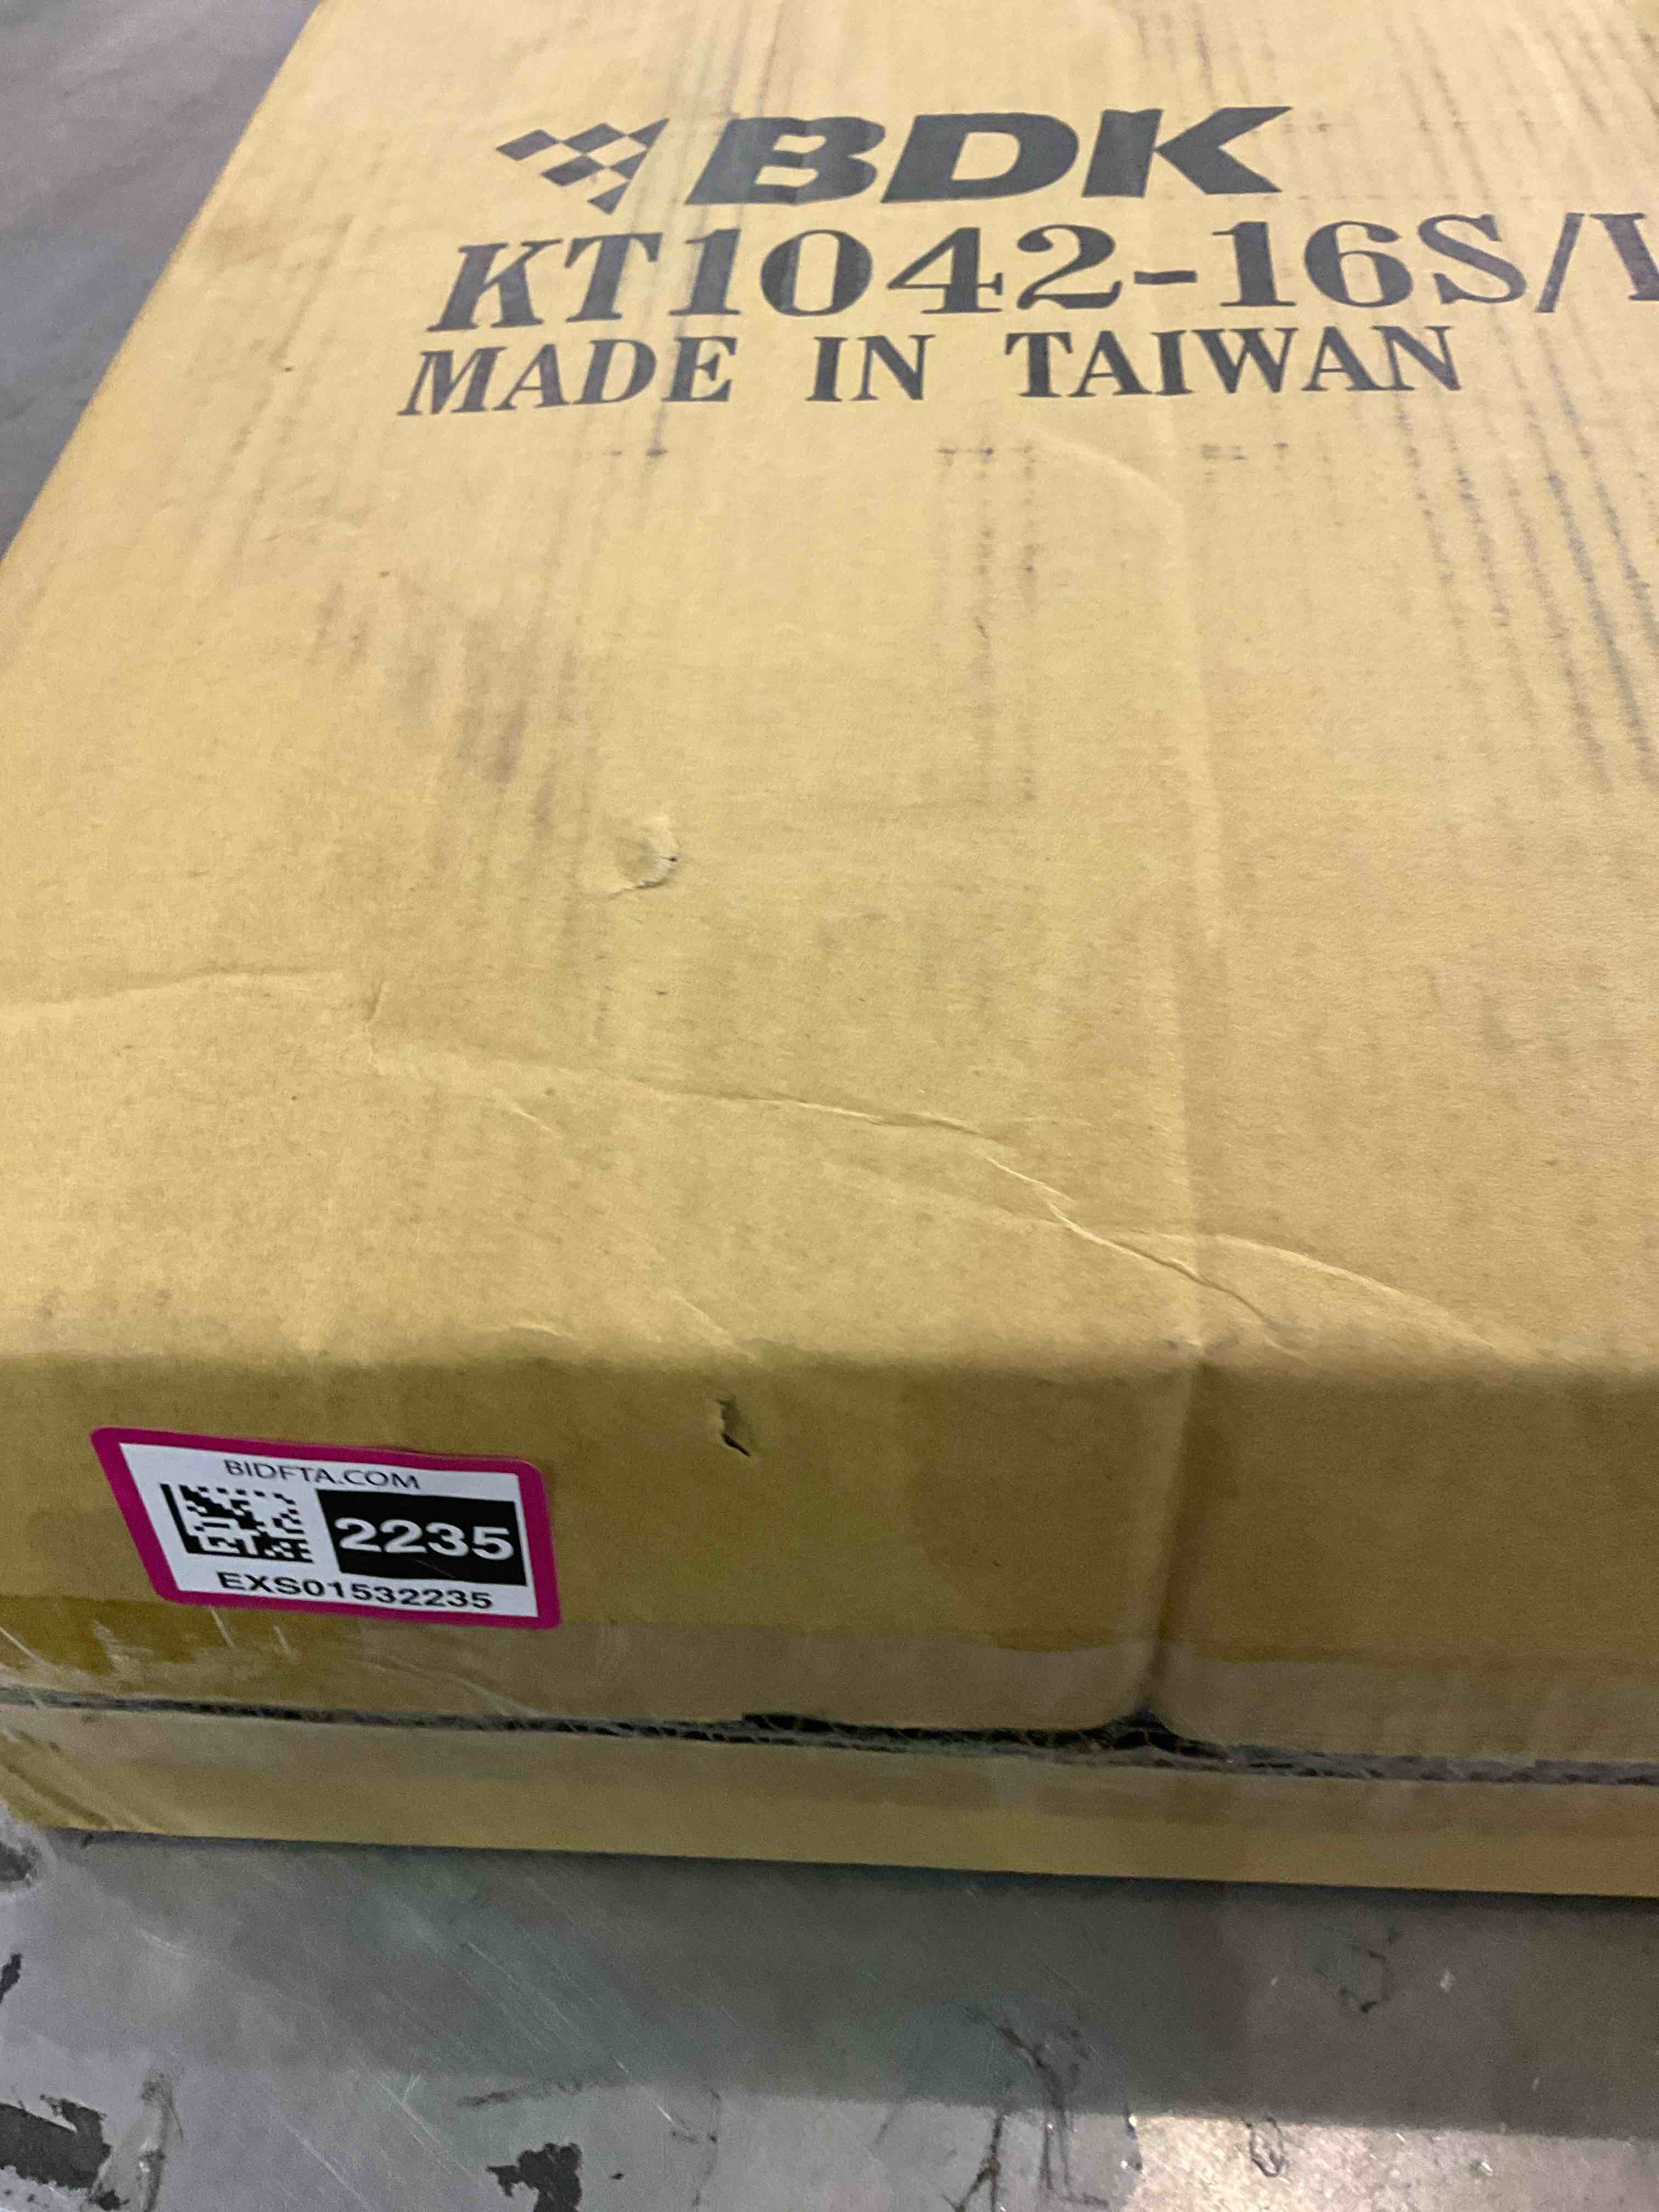 BDK
KT1042-16S/
MADE IN TAIWAN
BIDFTA.COM
2235
EXS01532235